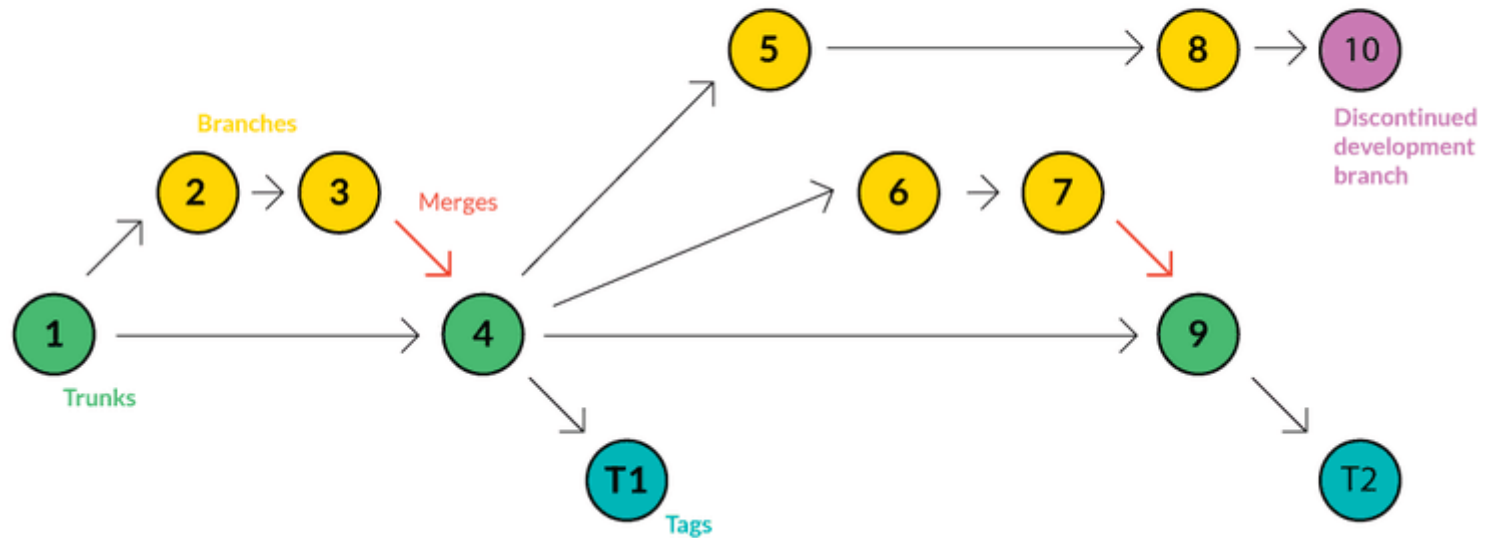 5
8
10
Discontinued
development
branch
Branches
2
3
Merges
6
7
1
4
9
Trunks
T1
T2
Tags